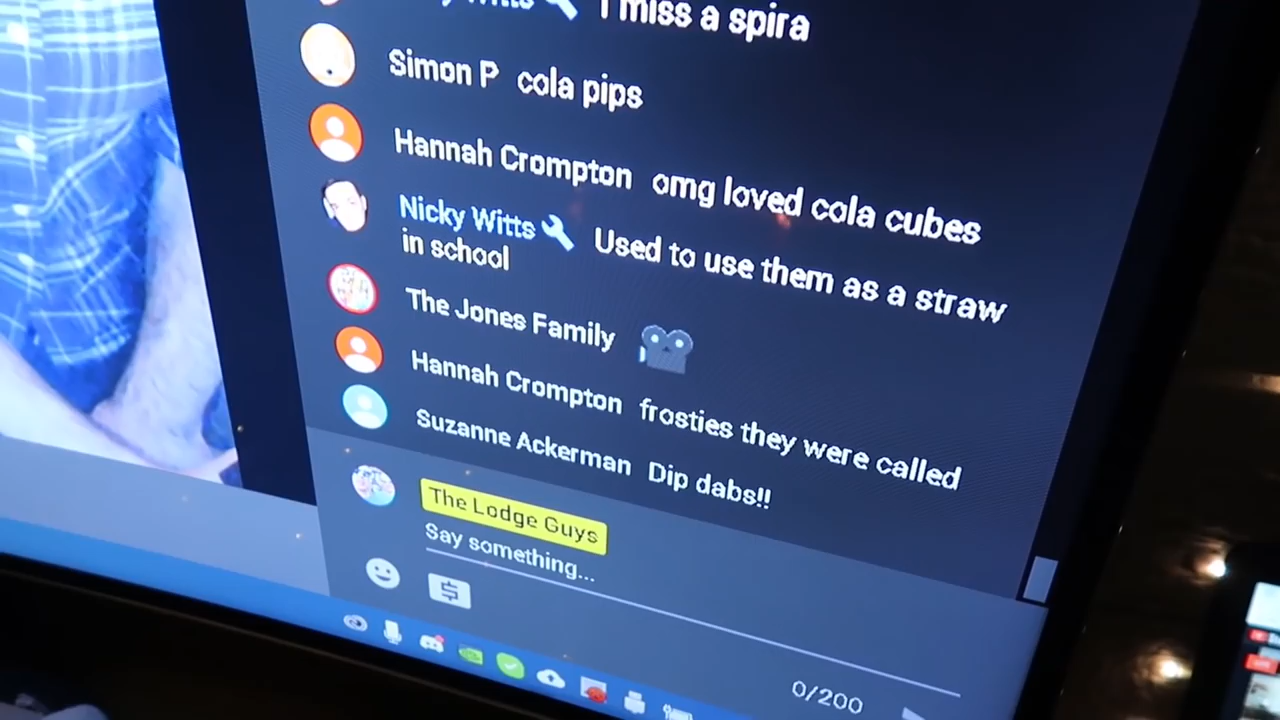 Witts I miss a spira
Simon P cola pips
Hannah Crompton omg loved cola cubes
Nicky Witts Used to use them as a straw
in school
The Jones Family
Hannah Crompton frosties they were called
Suzanne Ackerman Dip dabs!!
The Lodge Guys
Say something...
0/200